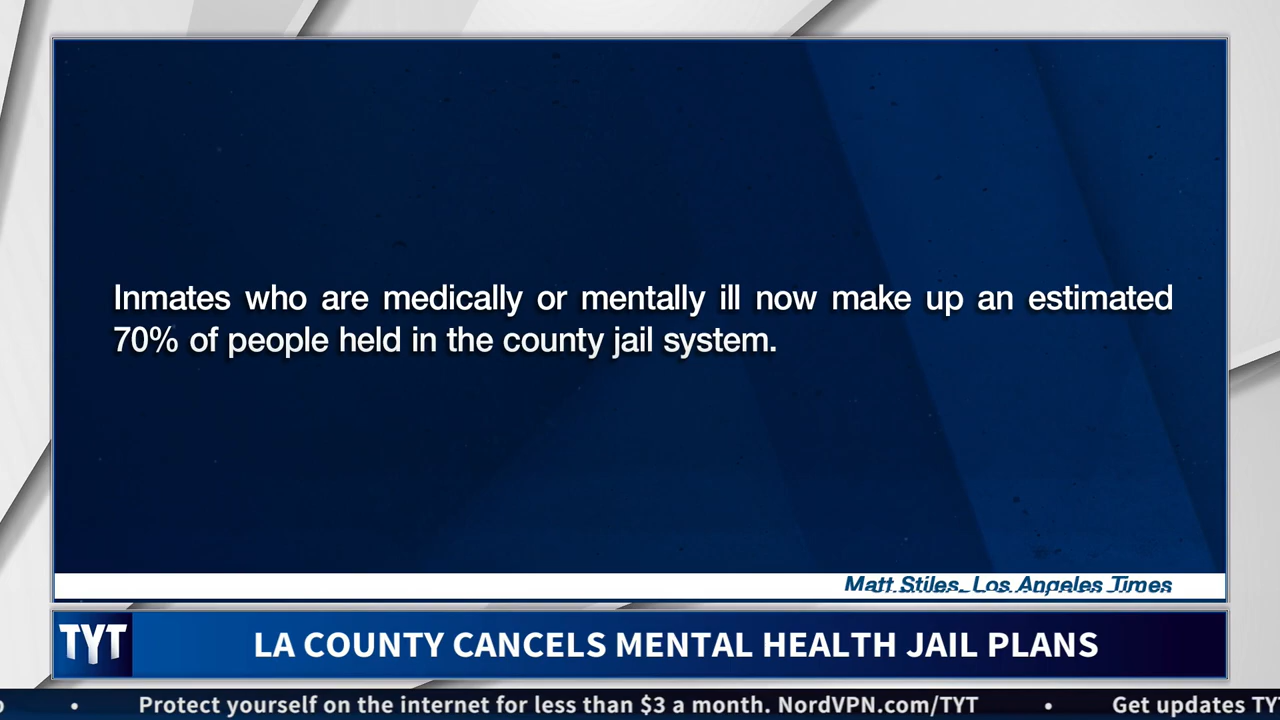 Inmates who are medically or mentally ill now make up an estimated
70% of people held in the county jail system.
Matt Stiles, Los Angeles Times
TYT
LA COUNTY CANCELS MENTAL HEALTH JAIL PLANS
• Protect yourself on the internet for less than $3 a month. NordVPN.com/TYT • Get updates TY